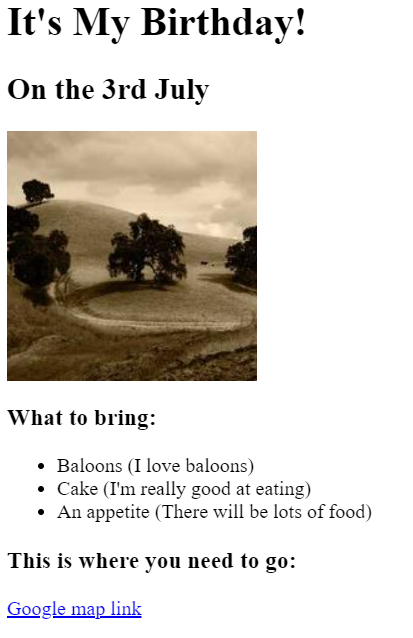 It's My Birthday!
On the 3rd July
What to bring:
Baloons (I love baloons)
Cake (I'm really good at eating)
An appetite (There will be lots of food)
This is where you need to go:
Google map link